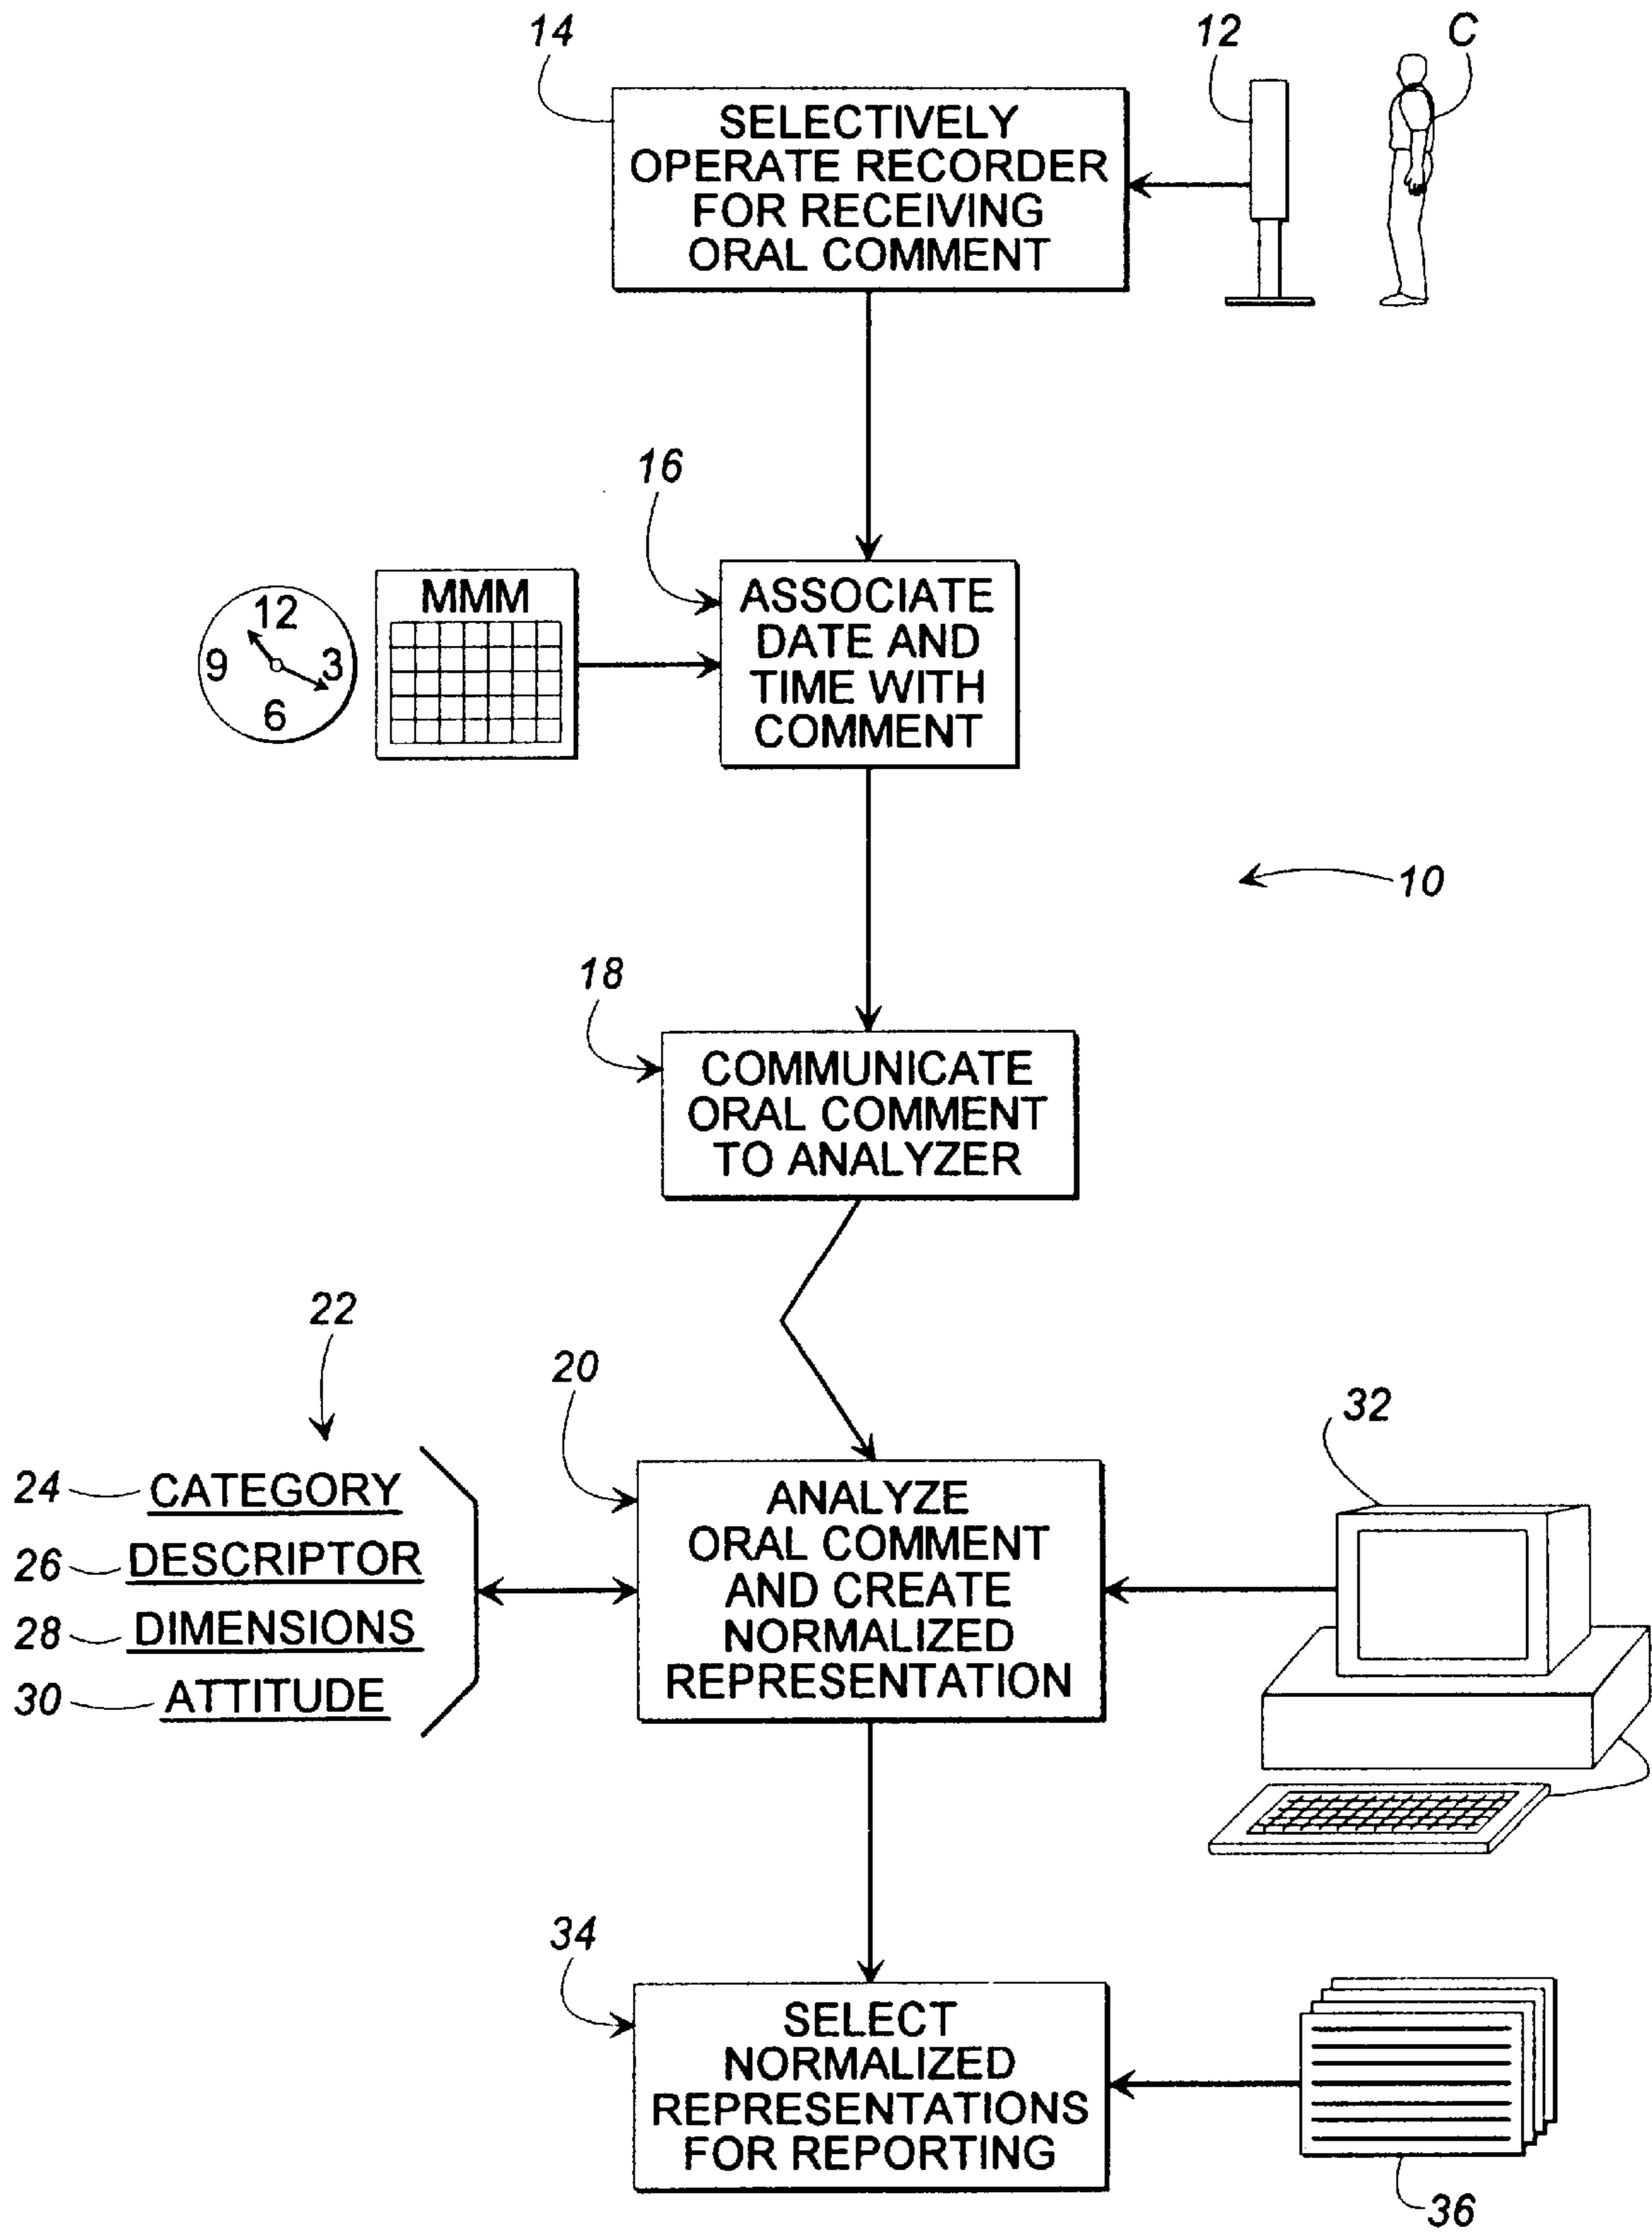 14
12
C
SELECTIVELY
OPERATE RECORDER
FOR RECEIVING
ORAL COMMENT
16
12
9
3
6
MMM
ASSOCIATE
DATE AND
TIME WITH
COMMENT
10
18
COMMUNICATE
ORAL COMMENT
TO ANALYZER
22
20
32
24
CATEGORY
26
DESCRIPTOR
28
DIMENSIONS
30
ATTITUDE
ANALYZE
ORAL COMMENT
AND CREATE
NORMALIZED
REPRESENTATION
34
SELECT
NORMALIZED
REPRESENTATIONS
FOR REPORTING
36